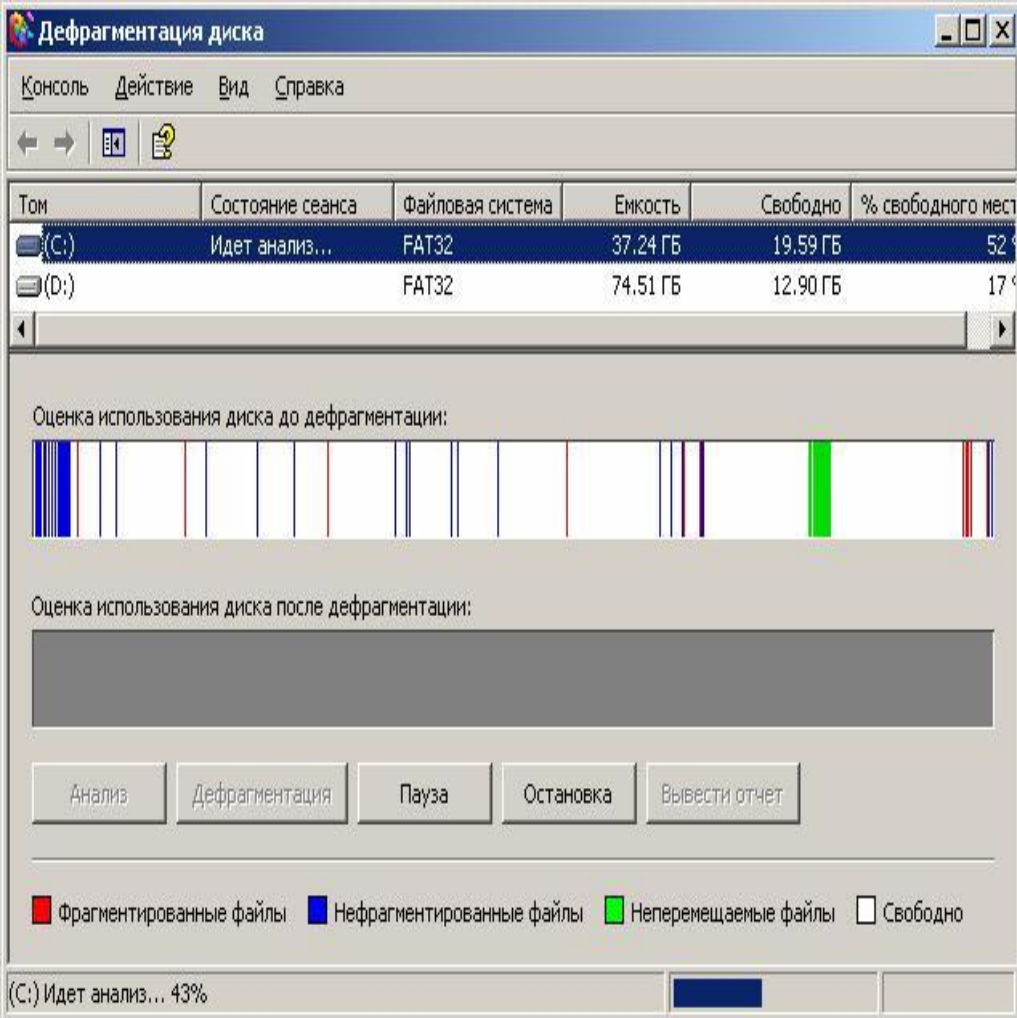 Дефрагментация диска
Консоль Действие Вид Справка
Том Состояние сеанса Файловая система Емкость Свободно % свободного мест
(C:) Идет анализ... FAT32 37.24 ГБ 19.59 ГБ 52 %
(D:) FAT32 74.51 ГБ 12.90 ГБ 17 %
Оценка использования диска до дефрагментации:
Оценка использования диска после дефрагментации:
Анализ Дефрагментация Пауза Остановка Вывести отчет
Фрагментированные файлы Нефрагментированные файлы Неперемещаемые файлы Свободно
(C:) Идет анализ... 43%